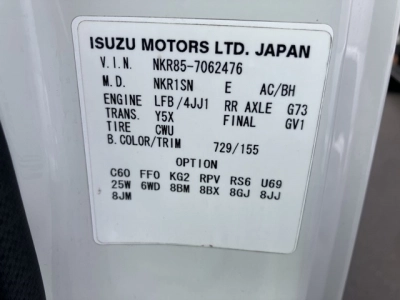 ISUZU MOTORS LTD. JAPAN
V.I.N. NKR85-7062476
M.D. NKR1SN E AC/BH
ENGINE LFB/4JJ1 RR AXLE G73
TRANS. Y5X FINAL GV1
TIRE CWU
B.COLOR/TRIM 729/155
OPTION
C60 FF0 KG2 RPV RS6 U69
25W 6WD 8BM 8BX 8GJ 8JJ
8JM